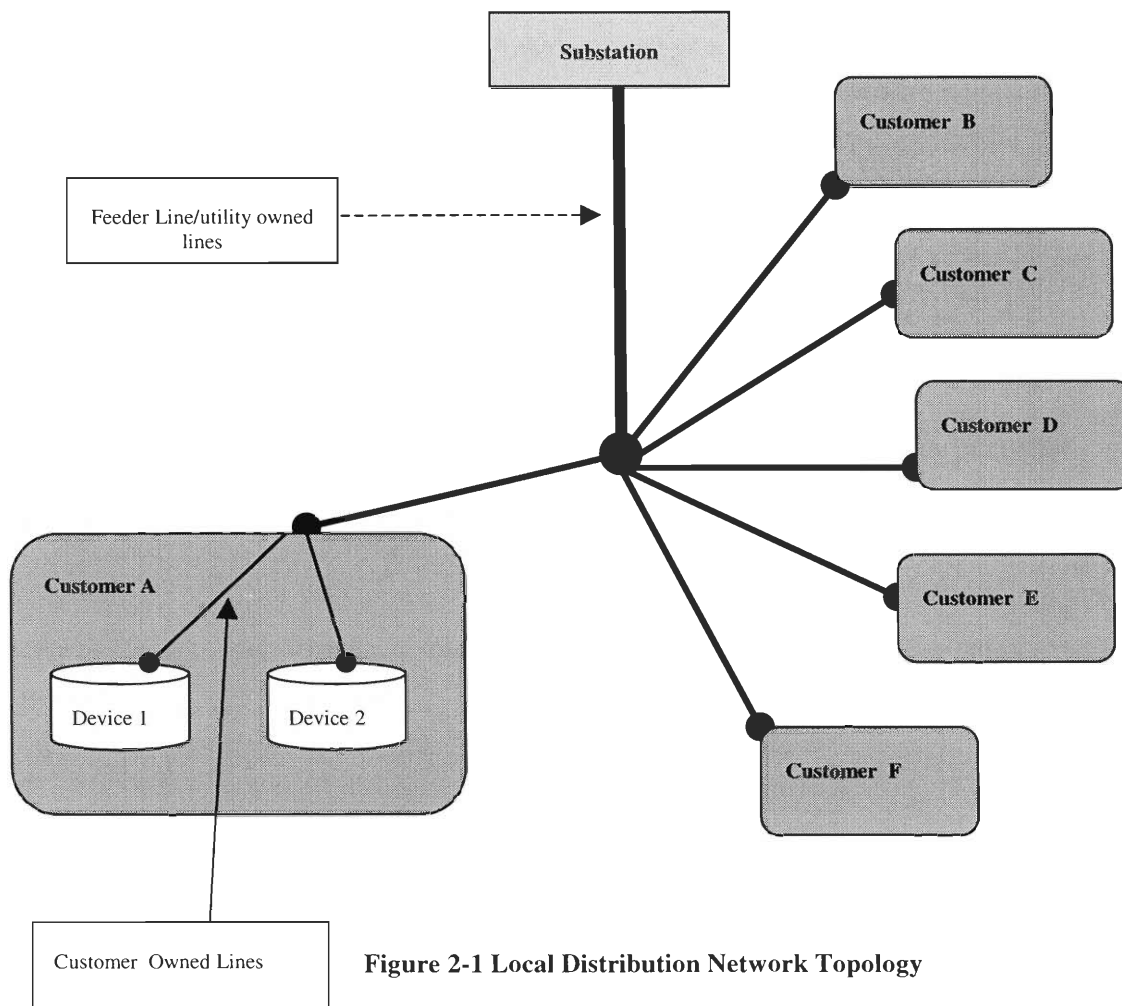 Substation
Customer B
Feeder Line/utility owned
lines
Customer C
Customer D
Customer A
Customer E
Device 1
Device 2
Customer F
Customer Owned Lines
Figure 2-1 Local Distribution Network Topology